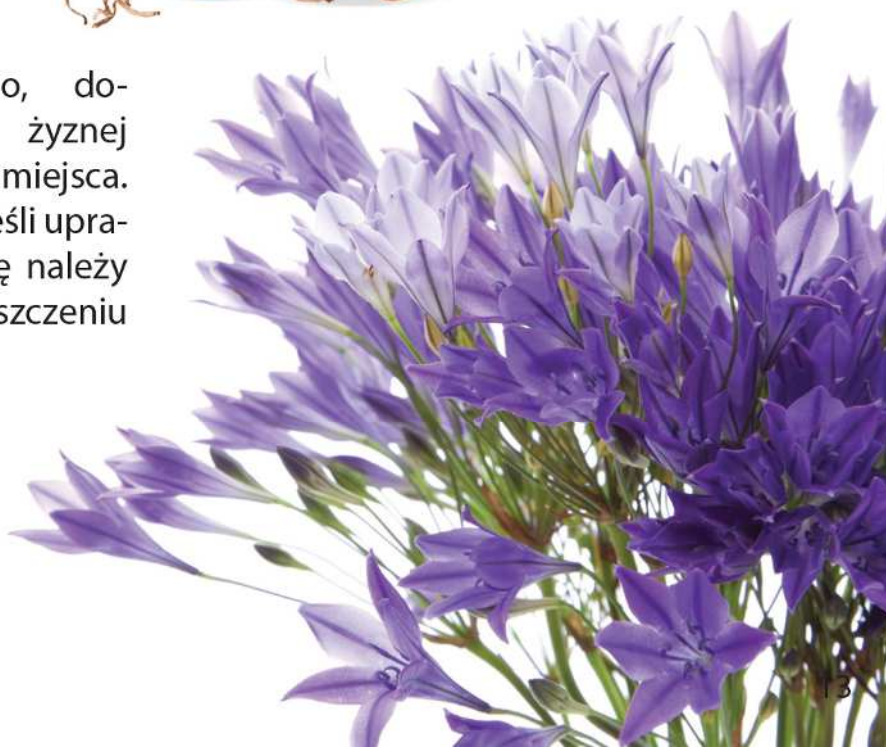 o, do-
żyznej
miejsca.
eśli upra-
ę należy
szczeniu
13